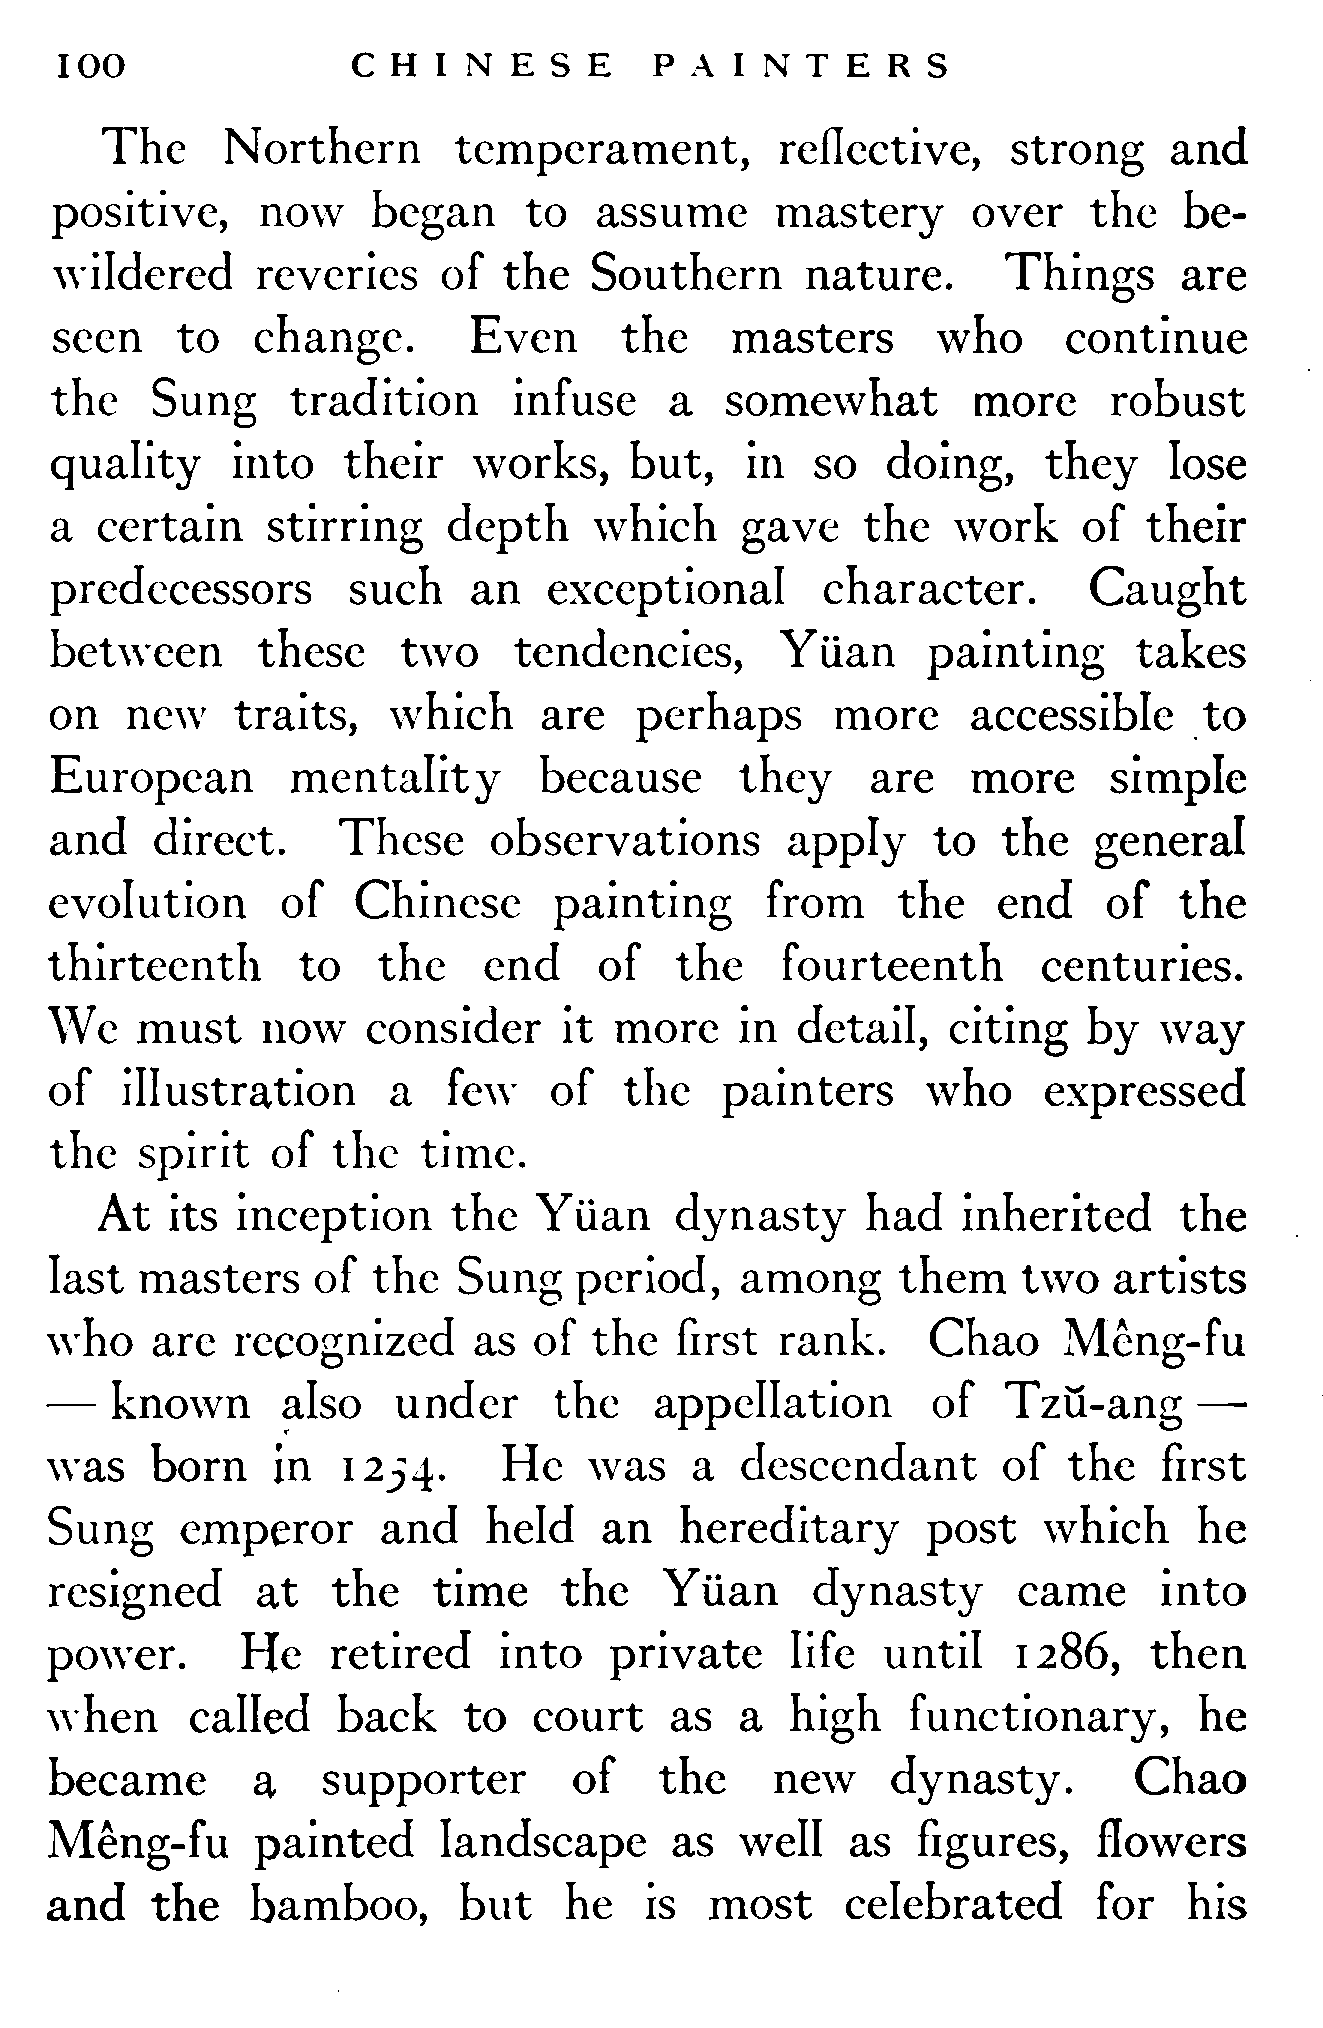 100 CHINESE PAINTERS
The Northern temperament, reflective, strong and
positive, now began to assume mastery over the be-
wildered reveries of the Southern nature. Things are
seen to change. Even the masters who continue
the Sung tradition infuse a somewhat more robust
quality into their works, but, in so doing, they lose
a certain stirring depth which gave the work of their
predecessors such an exceptional character. Caught
between these two tendencies, Yüan painting takes
on new traits, which are perhaps more accessible to
European mentality because they are more simple
and direct. These observations apply to the general
evolution of Chinese painting from the end of the
thirteenth to the end of the fourteenth centuries.
We must now consider it more in detail, citing by way
of illustration a few of the painters who expressed
the spirit of the time.
At its inception the Yüan dynasty had inherited the
last masters of the Sung period, among them two artists
who are recognized as of the first rank. Chao Mêng-fu
— known also under the appellation of Tzŭ-ang —
was born in 1254. He was a descendant of the first
Sung emperor and held an hereditary post which he
resigned at the time the Yüan dynasty came into
power. He retired into private life until 1286, then
when called back to court as a high functionary, he
became a supporter of the new dynasty. Chao
Mêng-fu painted landscape as well as figures, flowers
and the bamboo, but he is most celebrated for his